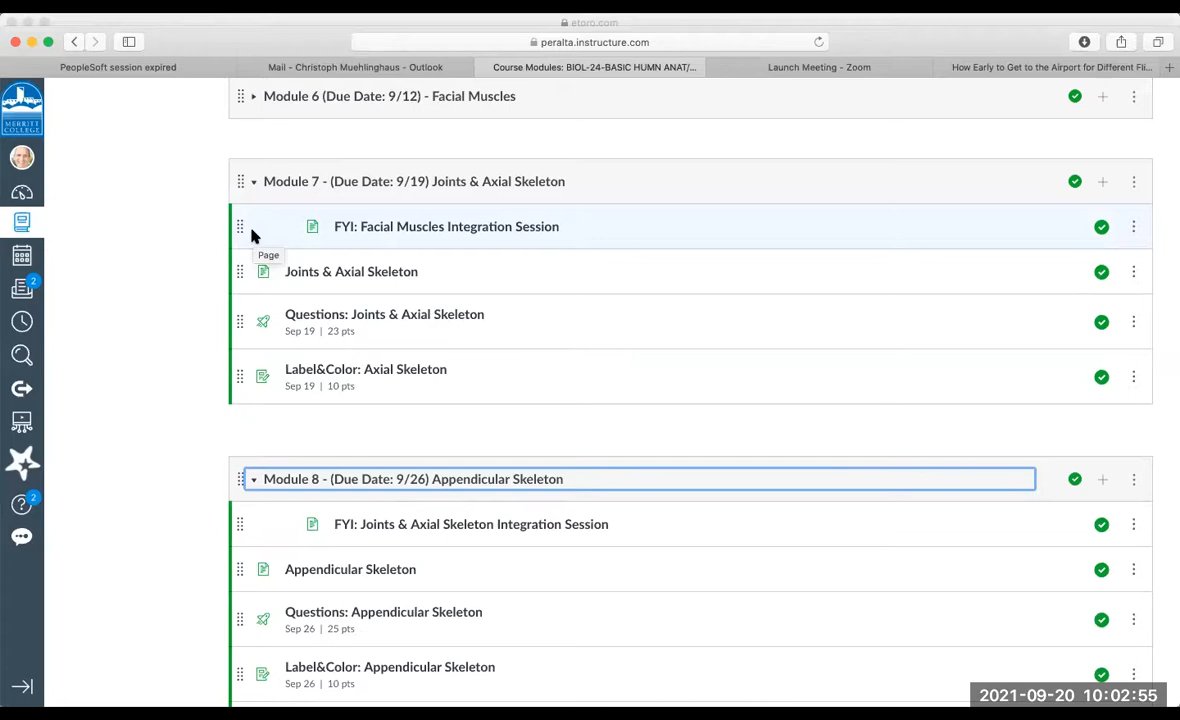 etoro.com
peralta.instructure.com
PeopleSoft session expired
Mail - Christoph Muehlinghaus - Outlook
Course Modules: BIOL-24-BASIC HUMN ANAT/...
Launch Meeting - Zoom
How Early to Get to the Airport for Different Fli...
MERRITT
COLLEGE
2
2
Module 6 (Due Date: 9/12) - Facial Muscles
Module 7 - (Due Date: 9/19) Joints & Axial Skeleton
FYI: Facial Muscles Integration Session
Page
Joints & Axial Skeleton
Questions: Joints & Axial Skeleton
Sep 19 | 23 pts
Label&Color: Axial Skeleton
Sep 19 | 10 pts
Module 8 - (Due Date: 9/26) Appendicular Skeleton
FYI: Joints & Axial Skeleton Integration Session
Appendicular Skeleton
Questions: Appendicular Skeleton
Sep 26 | 25 pts
Label&Color: Appendicular Skeleton
Sep 26 | 10 pts
2021-09-20 10:02:55